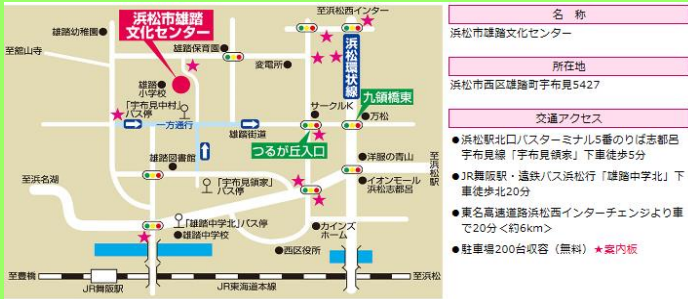 浜松市雄踏
文化センター
至浜松西インター
雄踏幼稚園
至舘山寺
雄踏保育園
変電所
浜松環状線
雄踏
小学校
「宇布見中村」
バス停
サークルK
九領橋東
万松
一方通行
雄踏街道
つるが丘入口
雄踏図書館
洋服の青山
至浜松駅
至浜名湖
「宇布見領家」
バス停
イオンモール
浜松志都呂
「雄踏中学北」バス停
雄踏中学校
カインズ
ホーム
西区役所
至豊橋
JR舞阪駅
JR東海道本線
至浜松
名 称
浜松市雄踏文化センター
所在地
浜松市西区雄踏町宇布見5427
交通アクセス
●浜松駅北口バスターミナル5番のりば志都呂
宇布見線「宇布見領家」下車徒歩5分
●JR舞阪駅・遠鉄バス浜松行「雄踏中学北」下
車徒歩北20分
●東名高速道路浜松西インターチェンジより車
で20分<約6km>
●駐車場200台収容（無料）★案内板